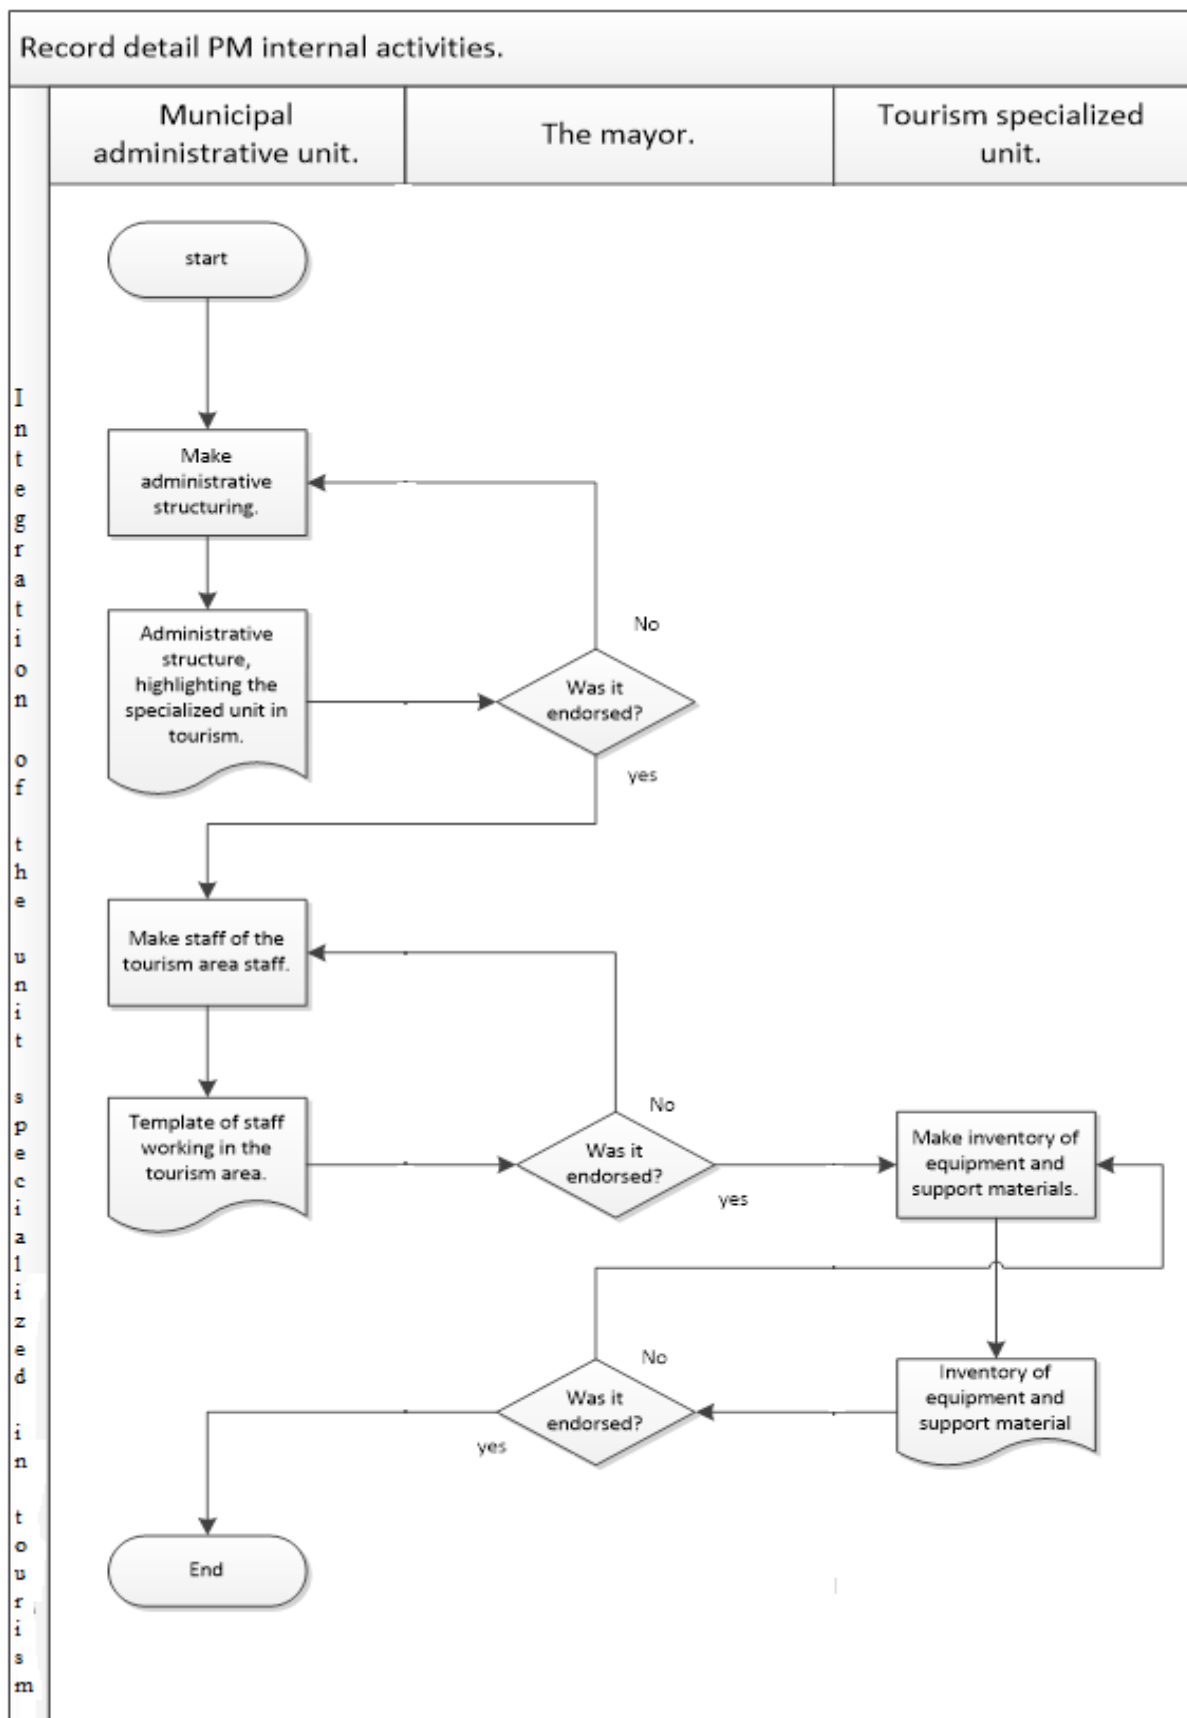 Record detail PM internal activities.
Municipal
administrative unit.
The mayor.
Tourism specialized
unit.
Integration of the unit specialized in tourism
start
Make
administrative
structuring.
Administrative
structure,
highlighting the
specialized unit in
tourism.
No
Was it
endorsed?
yes
Make staff of the
tourism area staff.
Template of staff
working in the
tourism area.
No
Was it
endorsed?
yes
Make inventory of
equipment and
support materials.
No
Was it
endorsed?
yes
Inventory of
equipment and
support material
End